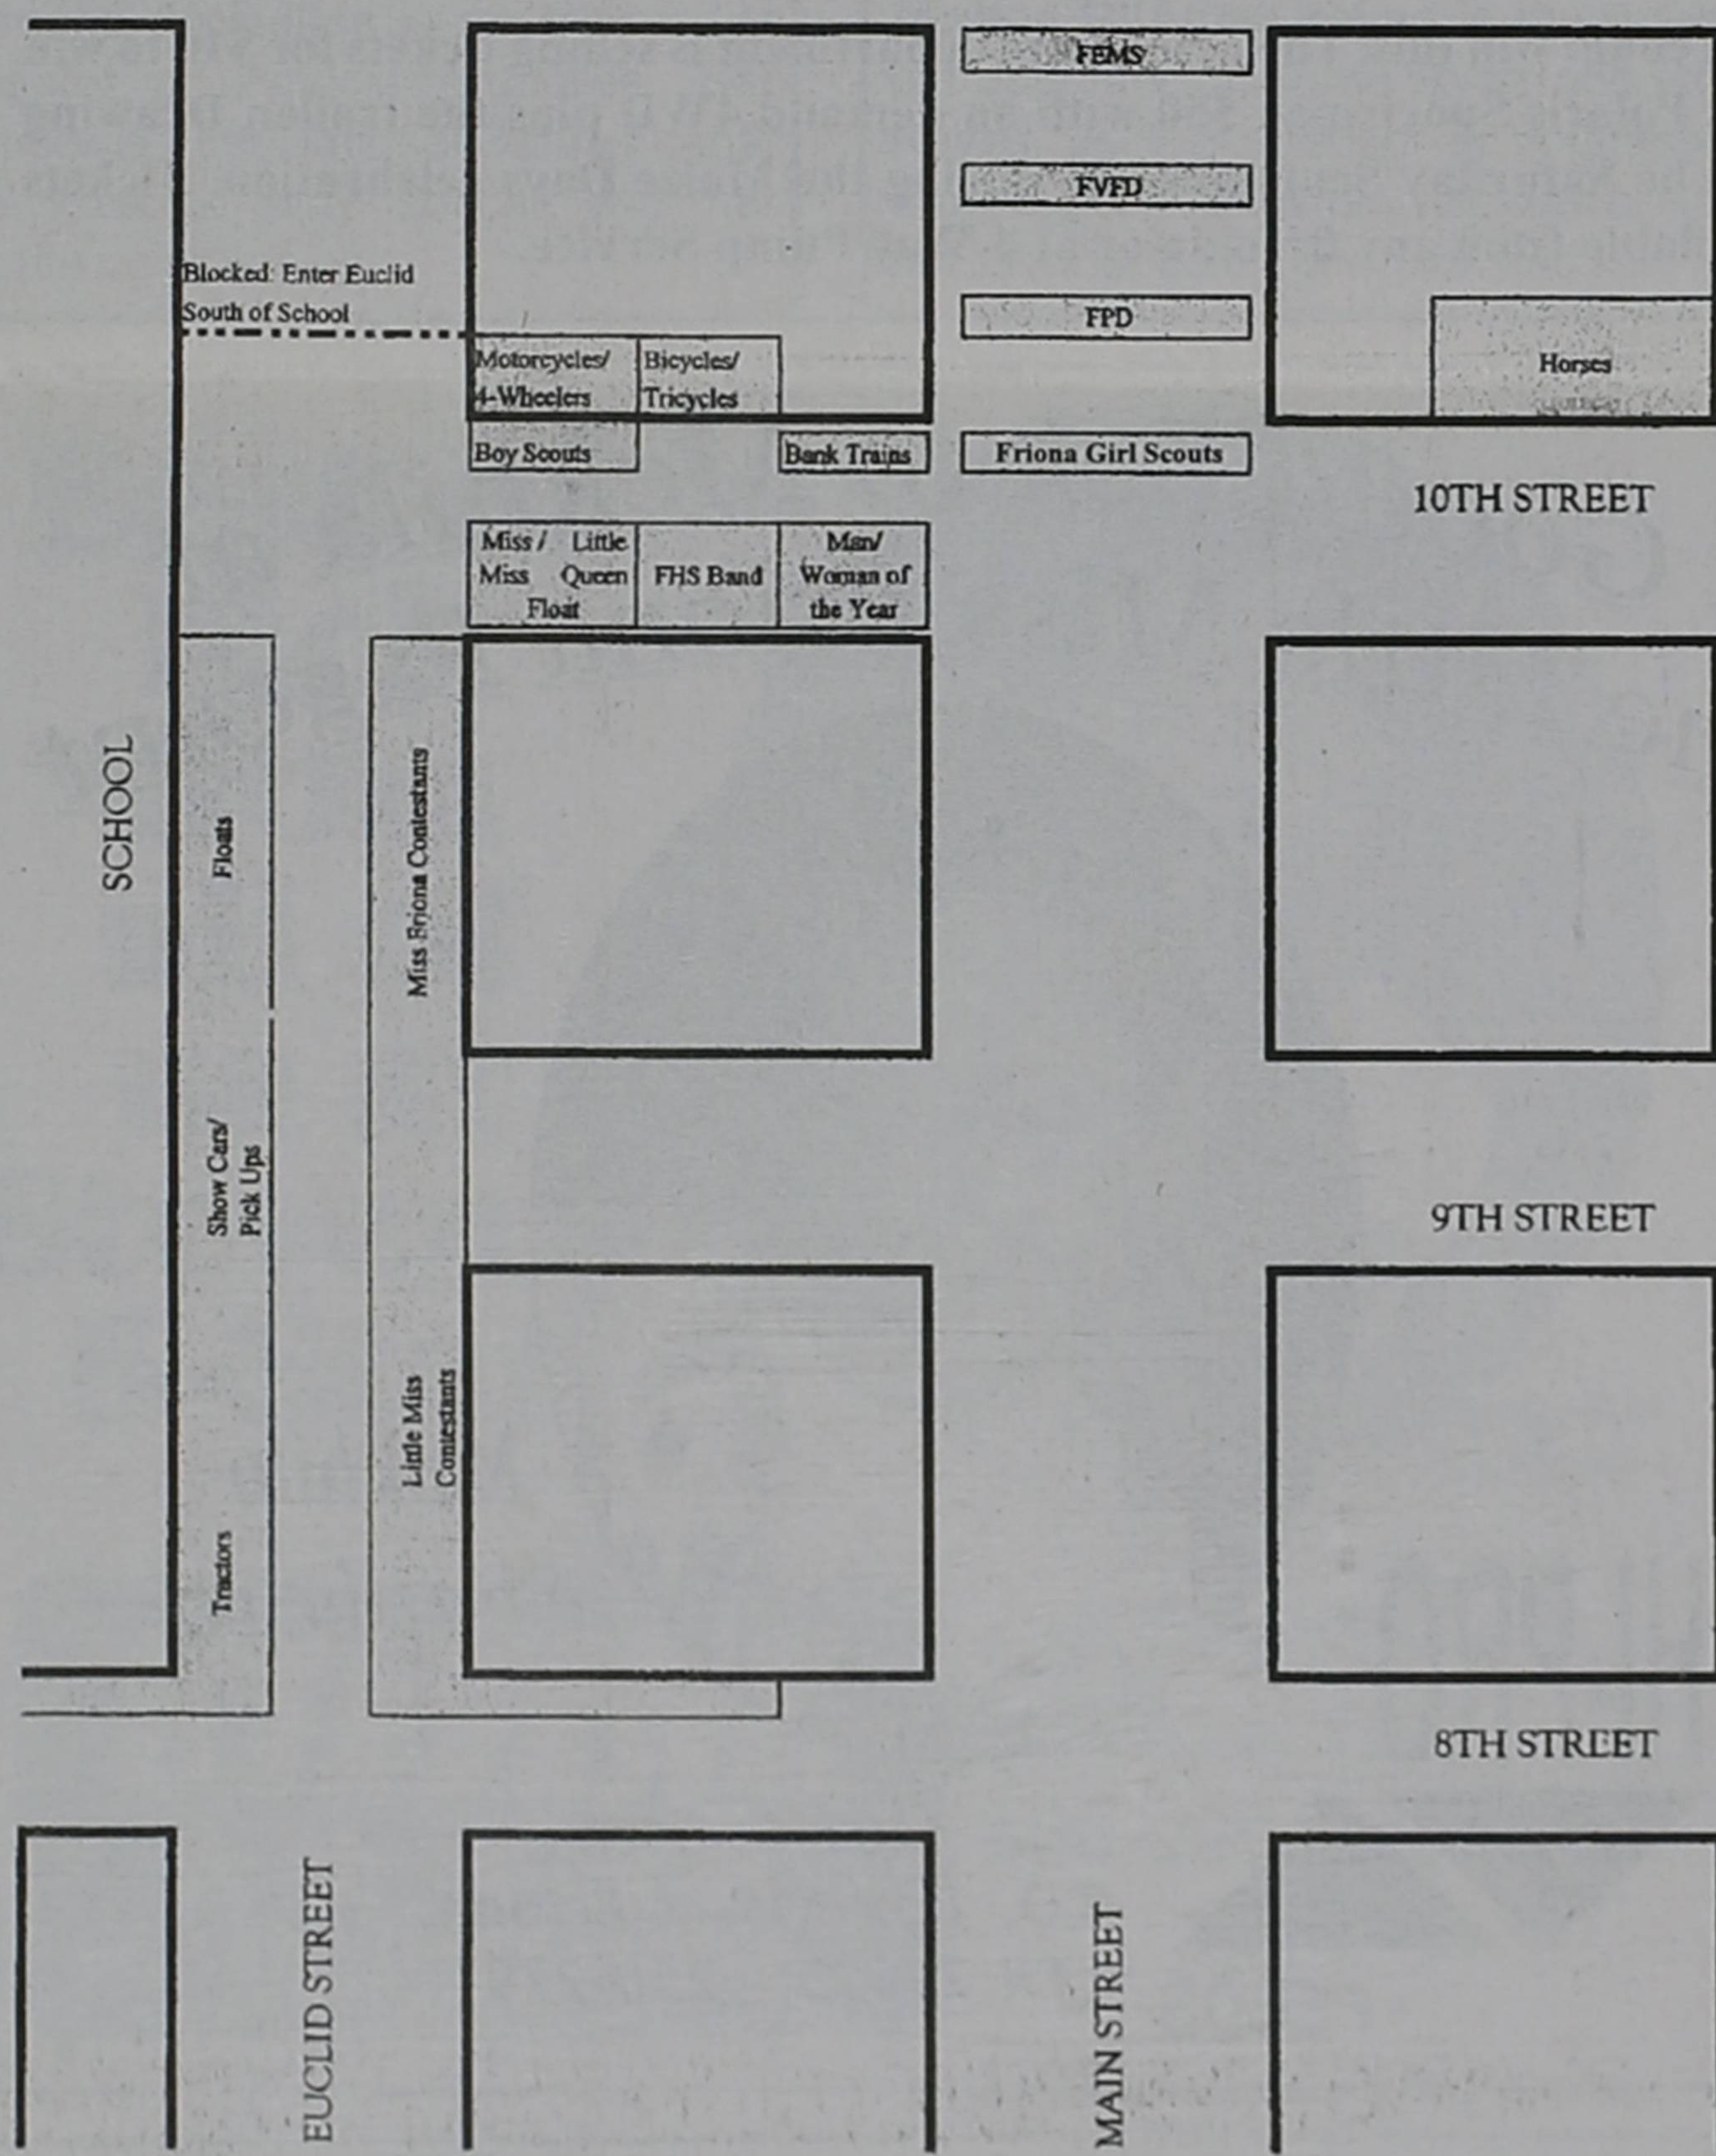 FEMS
FVFD
Blocked: Enter Euclid
South of School
FPD
Motorcycles/
4-Wheelers
Bicycles/
Tricycles
Horses
Boy Scouts
Bank Trains
Friona Girl Scouts
10TH STREET
Miss / Little
Miss Queen
Float
FHS Band
Man/
Woman of
the Year
SCHOOL
Floats
Miss Friona Contestants
Show Cars/
Pick Ups
9TH STREET
Little Miss
Contestants
Tractors
8TH STREET
EUCLID STREET
MAIN STREET